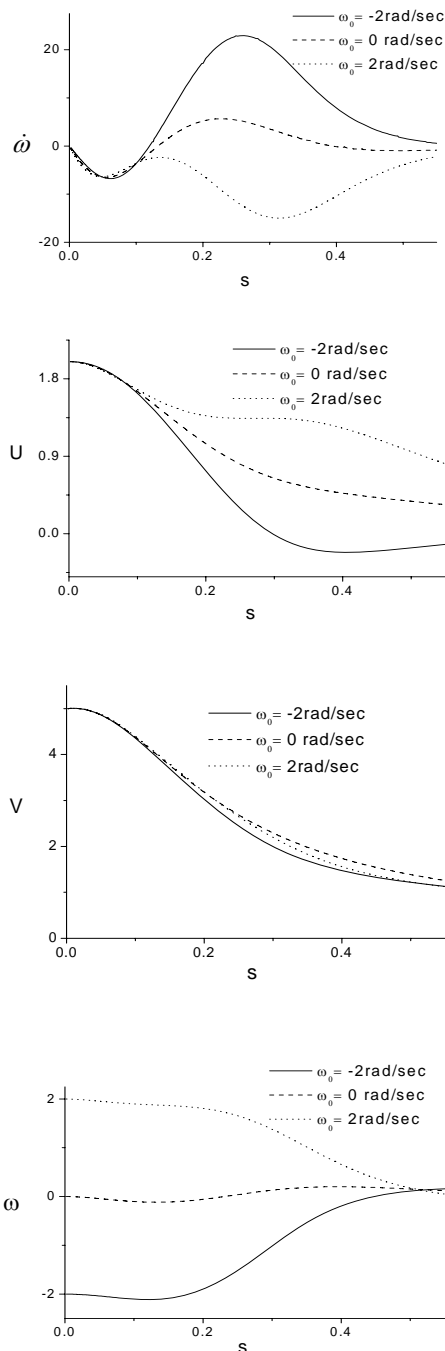 ω₀= -2rad/sec
ω₀= 0 rad/sec
ω₀= 2rad/sec
20
0
-20
ω̇
0.0 0.2 0.4
s
ω₀= -2rad/sec
ω₀= 0 rad/sec
ω₀= 2rad/sec
1.8
0.9
0.0
U
0.0 0.2 0.4
s
ω₀= -2rad/sec
ω₀= 0 rad/sec
ω₀= 2rad/sec
4
2
0
V
0.0 0.2 0.4
s
ω₀= -2rad/sec
ω₀= 0 rad/sec
ω₀= 2rad/sec
2
0
-2
ω
0.0 0.2 0.4
s